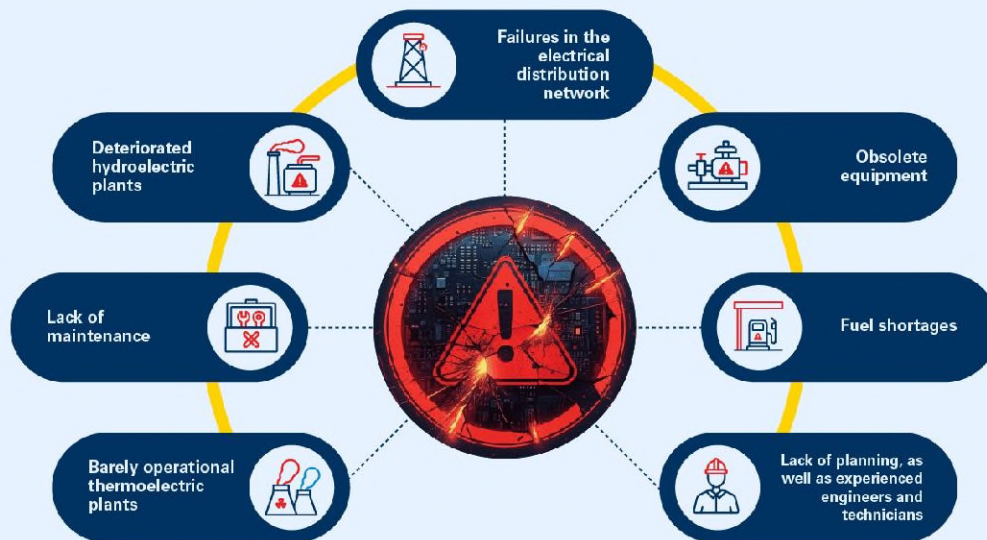 Failures in the
electrical
distribution
network
Deteriorated
hydroelectric
plants
Obsolete
equipment
Lack of
maintenance
Fuel shortages
Barely operational
thermoelectric
plants
Lack of planning, as
well as experienced
engineers and
technicians